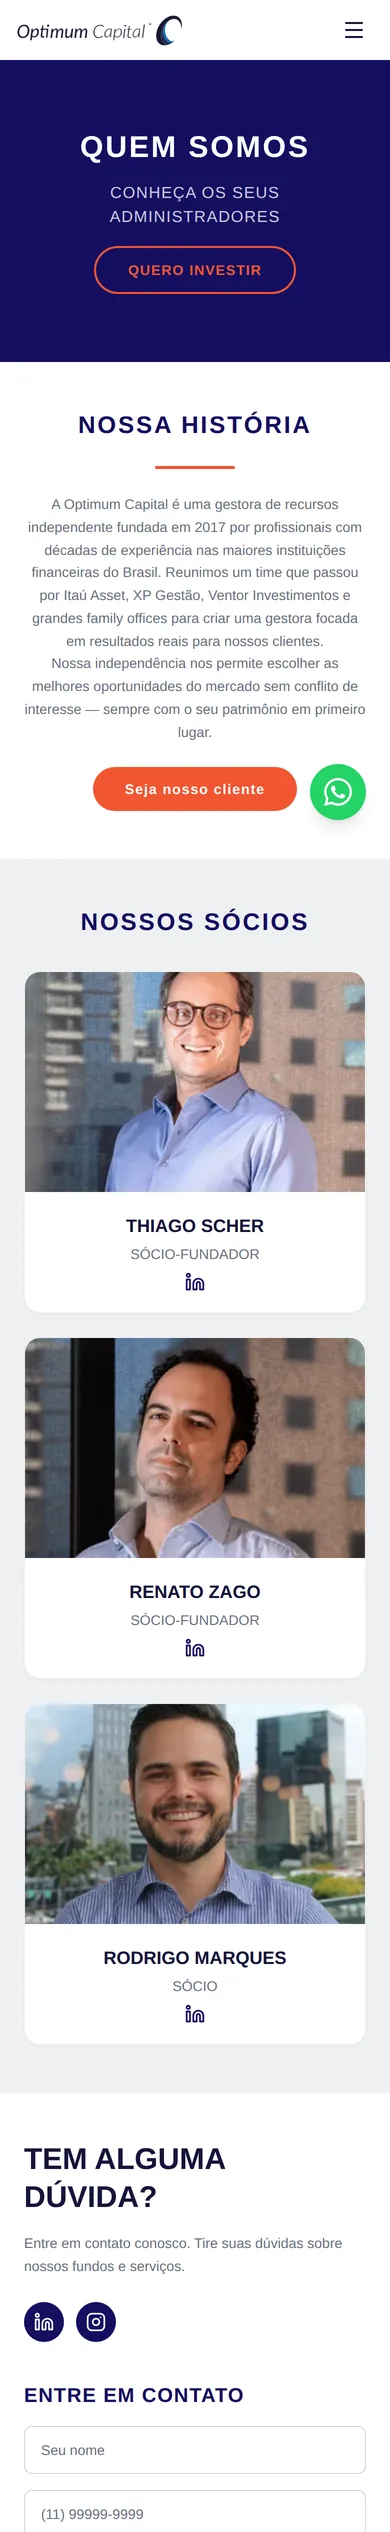 Optimum Capital
QUEM SOMOS
CONHEÇA OS SEUS
ADMINISTRADORES
QUERO INVESTIR
NOSSA HISTÓRIA
A Optimum Capital é uma gestora de recursos
independente fundada em 2017 por profissionais com
décadas de experiência nas maiores instituições
financeiras do Brasil. Reunimos um time que passou
por Itaú Asset, XP Gestão, Ventor Investimentos e
grandes family offices para criar uma gestora focada
em resultados reais para nossos clientes.
Nossa independência nos permite escolher as
melhores oportunidades do mercado sem conflito de
interesse — sempre com o seu patrimônio em primeiro
lugar.
Seja nosso cliente
NOSSOS SÓCIOS
THIAGO SCHER
SÓCIO-FUNDADOR
RENATO ZAGO
SÓCIO-FUNDADOR
RODRIGO MARQUES
SÓCIO
TEM ALGUMA
DÚVIDA?
Entre em contato conosco. Tire suas dúvidas sobre
nossos fundos e serviços.
ENTRE EM CONTATO
Seu nome
(11) 99999-9999